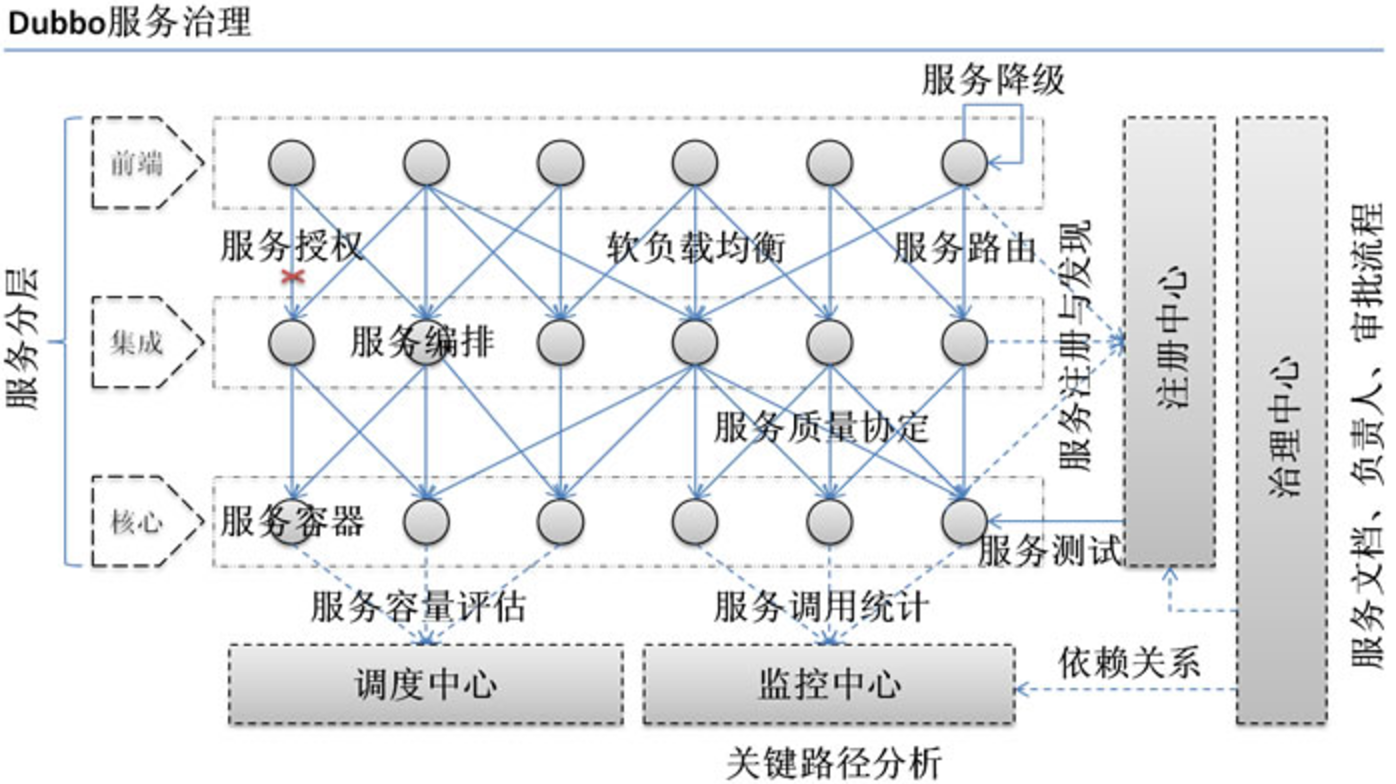 Dubbo服务治理
服务降级
前端
服务授权
软负载均衡
服务路由
服务分层
集成
服务编排
服务注册与发现
注册中心
治理中心
服务文档、负责人、审批流程
服务质量协定
核心
服务容器
服务测试
服务容量评估
服务调用统计
调度中心
监控中心
依赖关系
关键路径分析